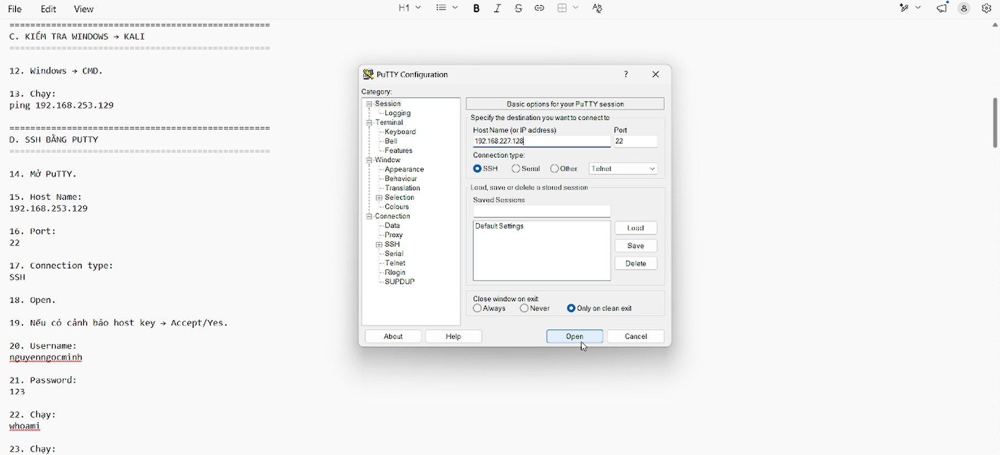 File Edit View H1 B I S
==================================================
C. KIỂM TRA WINDOWS → KALI
==================================================
12. Windows → CMD.
13. Chạy:
ping 192.168.253.129
==================================================
D. SSH BẰNG PUTTY
==================================================
14. Mở PuTTY.
15. Host Name:
192.168.253.129
16. Port:
22
17. Connection type:
SSH
18. Open.
19. Nếu có cảnh báo host key → Accept/Yes.
20. Username:
nguyenngocminh
21. Password:
123
22. Chạy:
whoami
23. Chạy:
PuTTY Configuration ?
Category:
Session
Logging
Terminal
Keyboard
Bell
Features
Window
Appearance
Behaviour
Translation
Selection
Colours
Connection
Data
Proxy
SSH
Serial
Telnet
Rlogin
SUPDUP
Basic options for your PuTTY session
Specify the destination you want to connect to
Host Name (or IP address) Port
192.168.227.128 22
Connection type:
SSH Serial Other Telnet
Load, save or delete a stored session
Saved Sessions
Default Settings
Load
Save
Delete
Close window on exit:
Always Never Only on clean exit
About Help Open Cancel